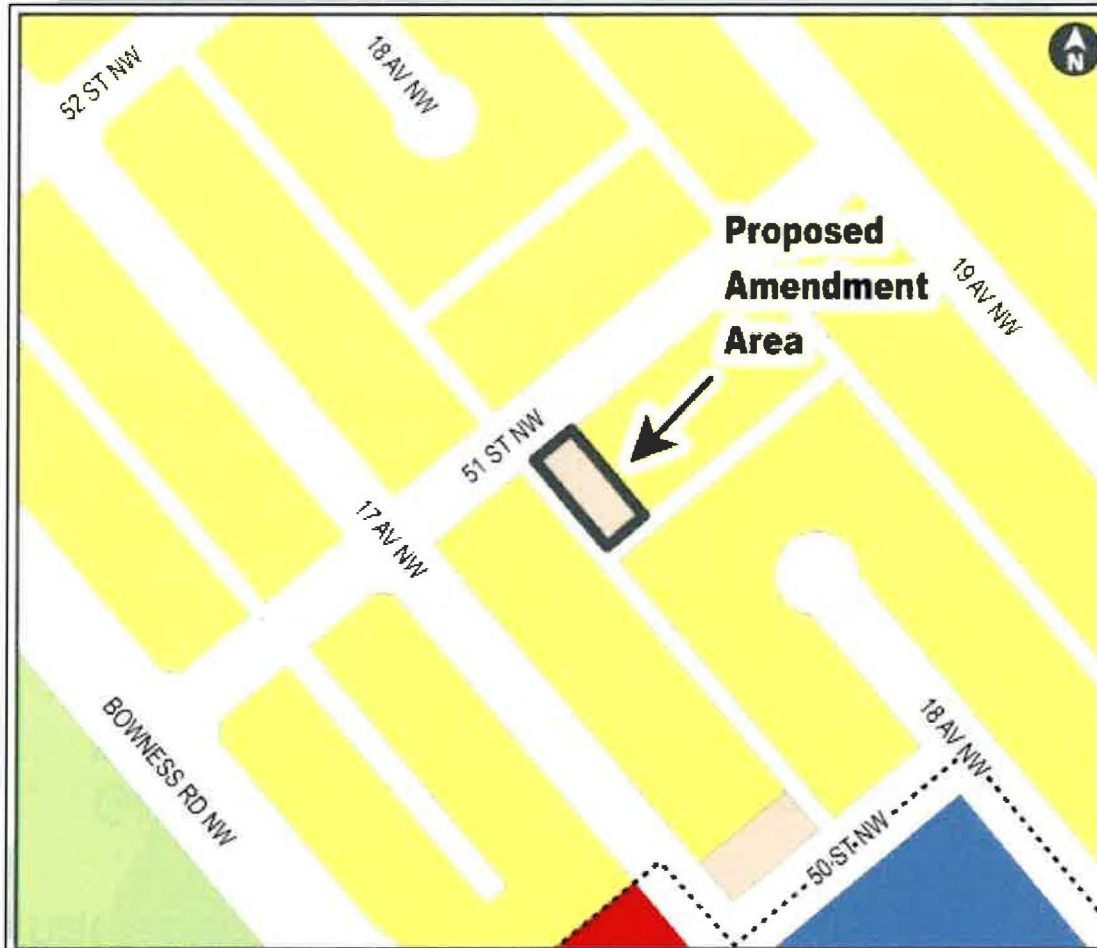 N
52 ST NW
18 AV NW
Proposed
Amendment
Area
19 AV NW
51 ST NW
17 AV NW
BOWNESS RD NW
18 AV NW
50 ST NW